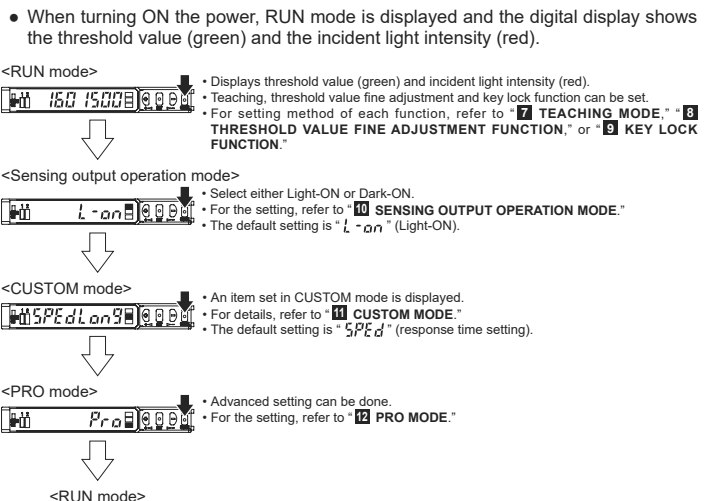 ● When turning ON the power, RUN mode is displayed and the digital display shows
the threshold value (green) and the incident light intensity (red).
<RUN mode>
160 1500
• Displays threshold value (green) and incident light intensity (red).
• Teaching, threshold value fine adjustment and key lock function can be set.
• For setting method of each function, refer to “7 TEACHING MODE,” “8
THRESHOLD VALUE FINE ADJUSTMENT FUNCTION,” or “9 KEY LOCK
FUNCTION.”
<Sensing output operation mode>
L-on
• Select either Light-ON or Dark-ON.
• For the setting, refer to “10 SENSING OUTPUT OPERATION MODE.”
• The default setting is “ L-on ” (Light-ON).
<CUSTOM mode>
SPEdLon9
• An item set in CUSTOM mode is displayed.
• For details, refer to “11 CUSTOM MODE.”
• The default setting is “ SPEd ” (response time setting).
<PRO mode>
Pro
• Advanced setting can be done.
• For the setting, refer to “12 PRO MODE.”
<RUN mode>